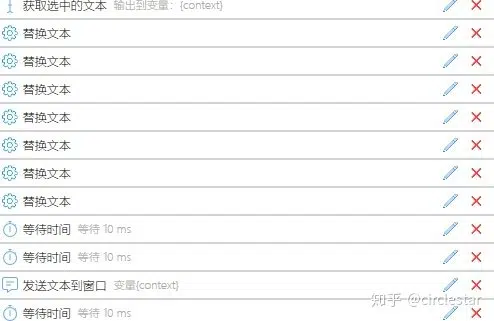 获取选中的文本 输出到变量：{context}
替换文本
替换文本
替换文本
替换文本
替换文本
替换文本
替换文本
等待时间 等待 10 ms
等待时间 等待 10 ms
发送文本到窗口 变量{context}
等待时间 等待 10 ms
知乎 @circlestar